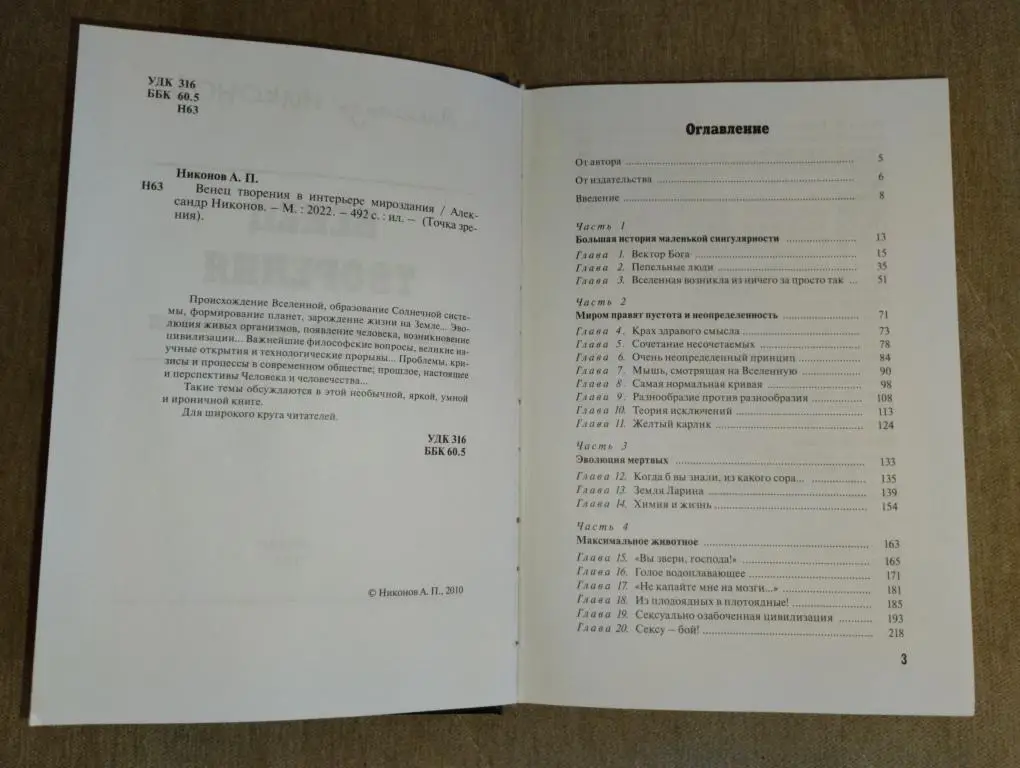 УДК 316
ББК 60.5
Н63
Никонов А. П.
Н63 Венец творения в интерьере мироздания / Алек-
сандр Никонов. – М. : 2022. – 492 с. : ил. – (Точка зре-
ния).
Происхождение Вселенной, образование Солнечной систе-
мы, формирование планет, зарождение жизни на Земле... Эво-
люция живых организмов, появление человека, возникновение
цивилизации... Важнейшие философские вопросы, великие на-
учные открытия и технологические прорывы... Проблемы, кри-
зисы и процессы в современном обществе; прошлое, настоящее
и перспективы Человека и человечества...
Такие темы обсуждаются в этой необычной, яркой, умной
и ироничной книге.
Для широкого круга читателей.
УДК 316
ББК 60.5
© Никонов А. П., 2010
Оглавление
От автора 5
От издательства 6
Введение 8
Часть 1
Большая история маленькой сингулярности 13
Глава 1. Вектор Бога 15
Глава 2. Пепельные люди 35
Глава 3. Вселенная возникла из ничего за просто так ... 51
Часть 2
Миром правят пустота и неопределенность 71
Глава 4. Крах здравого смысла 73
Глава 5. Сочетание несочетаемых 78
Глава 6. Очень неопределенный принцип 84
Глава 7. Мышь, смотрящая на Вселенную 90
Глава 8. Самая нормальная кривая 98
Глава 9. Разнообразие против разнообразия 108
Глава 10. Теория исключений 113
Глава 11. Желтый карлик 124
Часть 3
Эволюция мертвых 133
Глава 12. Когда б вы знали, из какого сора... 135
Глава 13. Земля Ларина 139
Глава 14. Химия и жизнь 154
Часть 4
Максимальное животное 163
Глава 15. «Вы звери, господа!» 165
Глава 16. Голое водоплавающее 171
Глава 17. «Не капайте мне на мозги...» 181
Глава 18. Из плодоядных в плотоядные! 185
Глава 19. Сексуально озабоченная цивилизация 193
Глава 20. Сексу – бой! 218
3